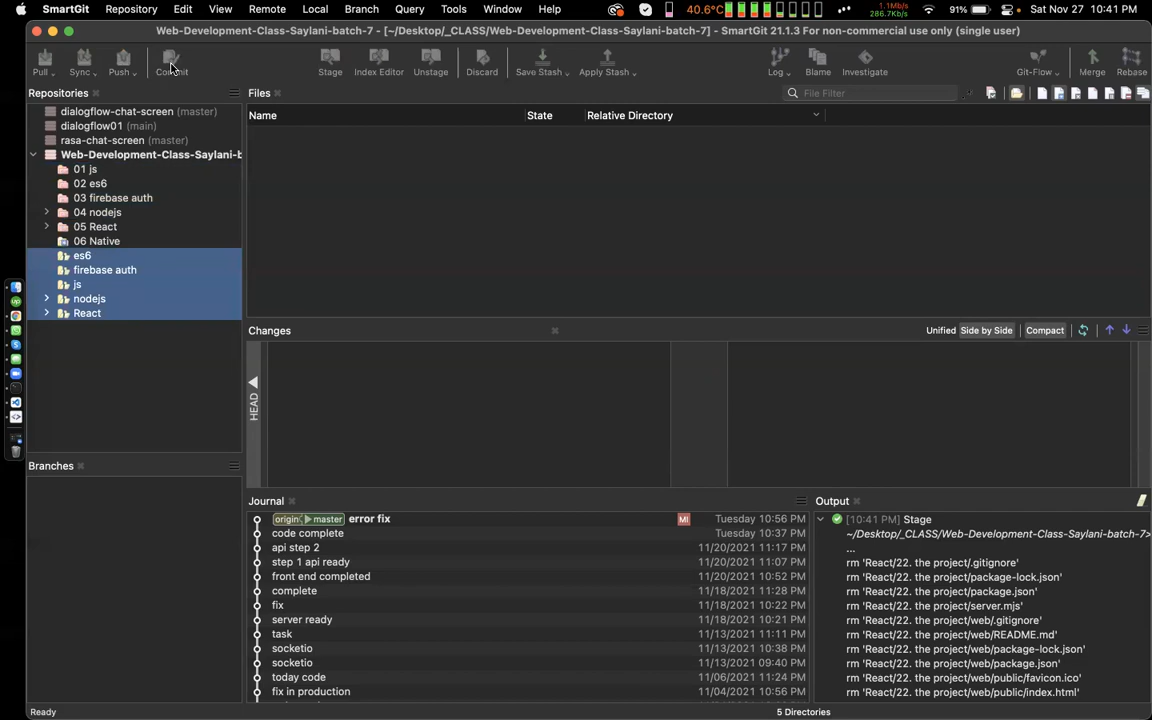 SmartGit Repository Edit View Remote Local Branch Query Tools Window Help 40.6°C 1.1MB/s 286.7Kb/s 91% Sat Nov 27 10:41 PM
Web-Development-Class-Saylani-batch-7 - [~/Desktop/_CLASS/Web-Development-Class-Saylani-batch-7] - SmartGit 21.1.3 For non-commercial use only (single user)
Pull Sync Push Commit Stage Index Editor Unstage Discard Save Stash Apply Stash Log Blame Investigate Git-Flow Merge Rebase
Repositories
dialogflow-chat-screen (master)
dialogflow01 (main)
rasa-chat-screen (master)
Web-Development-Class-Saylani-b
01 js
02 es6
03 firebase auth
04 nodejs
05 React
06 Native
es6
firebase auth
js
nodejs
React
Branches
Files File Filter
Name State Relative Directory
Changes Unified Side by Side Compact
HEAD
Journal
origin master error fix MI Tuesday 10:56 PM
code complete Tuesday 10:37 PM
api step 2 11/20/2021 11:17 PM
step 1 api ready 11/20/2021 11:07 PM
front end completed 11/20/2021 10:52 PM
complete 11/18/2021 11:28 PM
fix 11/18/2021 10:22 PM
server ready 11/18/2021 10:21 PM
task 11/13/2021 11:11 PM
socketio 11/13/2021 10:38 PM
socketio 11/13/2021 09:40 PM
today code 11/06/2021 11:24 PM
fix in production 11/04/2021 10:56 PM
Output
[10:41 PM] Stage
~/Desktop/_CLASS/Web-Development-Class-Saylani-batch-7>
...
rm 'React/22. the project/.gitignore'
rm 'React/22. the project/package-lock.json'
rm 'React/22. the project/package.json'
rm 'React/22. the project/server.mjs'
rm 'React/22. the project/web/.gitignore'
rm 'React/22. the project/web/README.md'
rm 'React/22. the project/web/package-lock.json'
rm 'React/22. the project/web/package.json'
rm 'React/22. the project/web/public/favicon.ico'
rm 'React/22. the project/web/public/index.html'
Ready 5 Directories